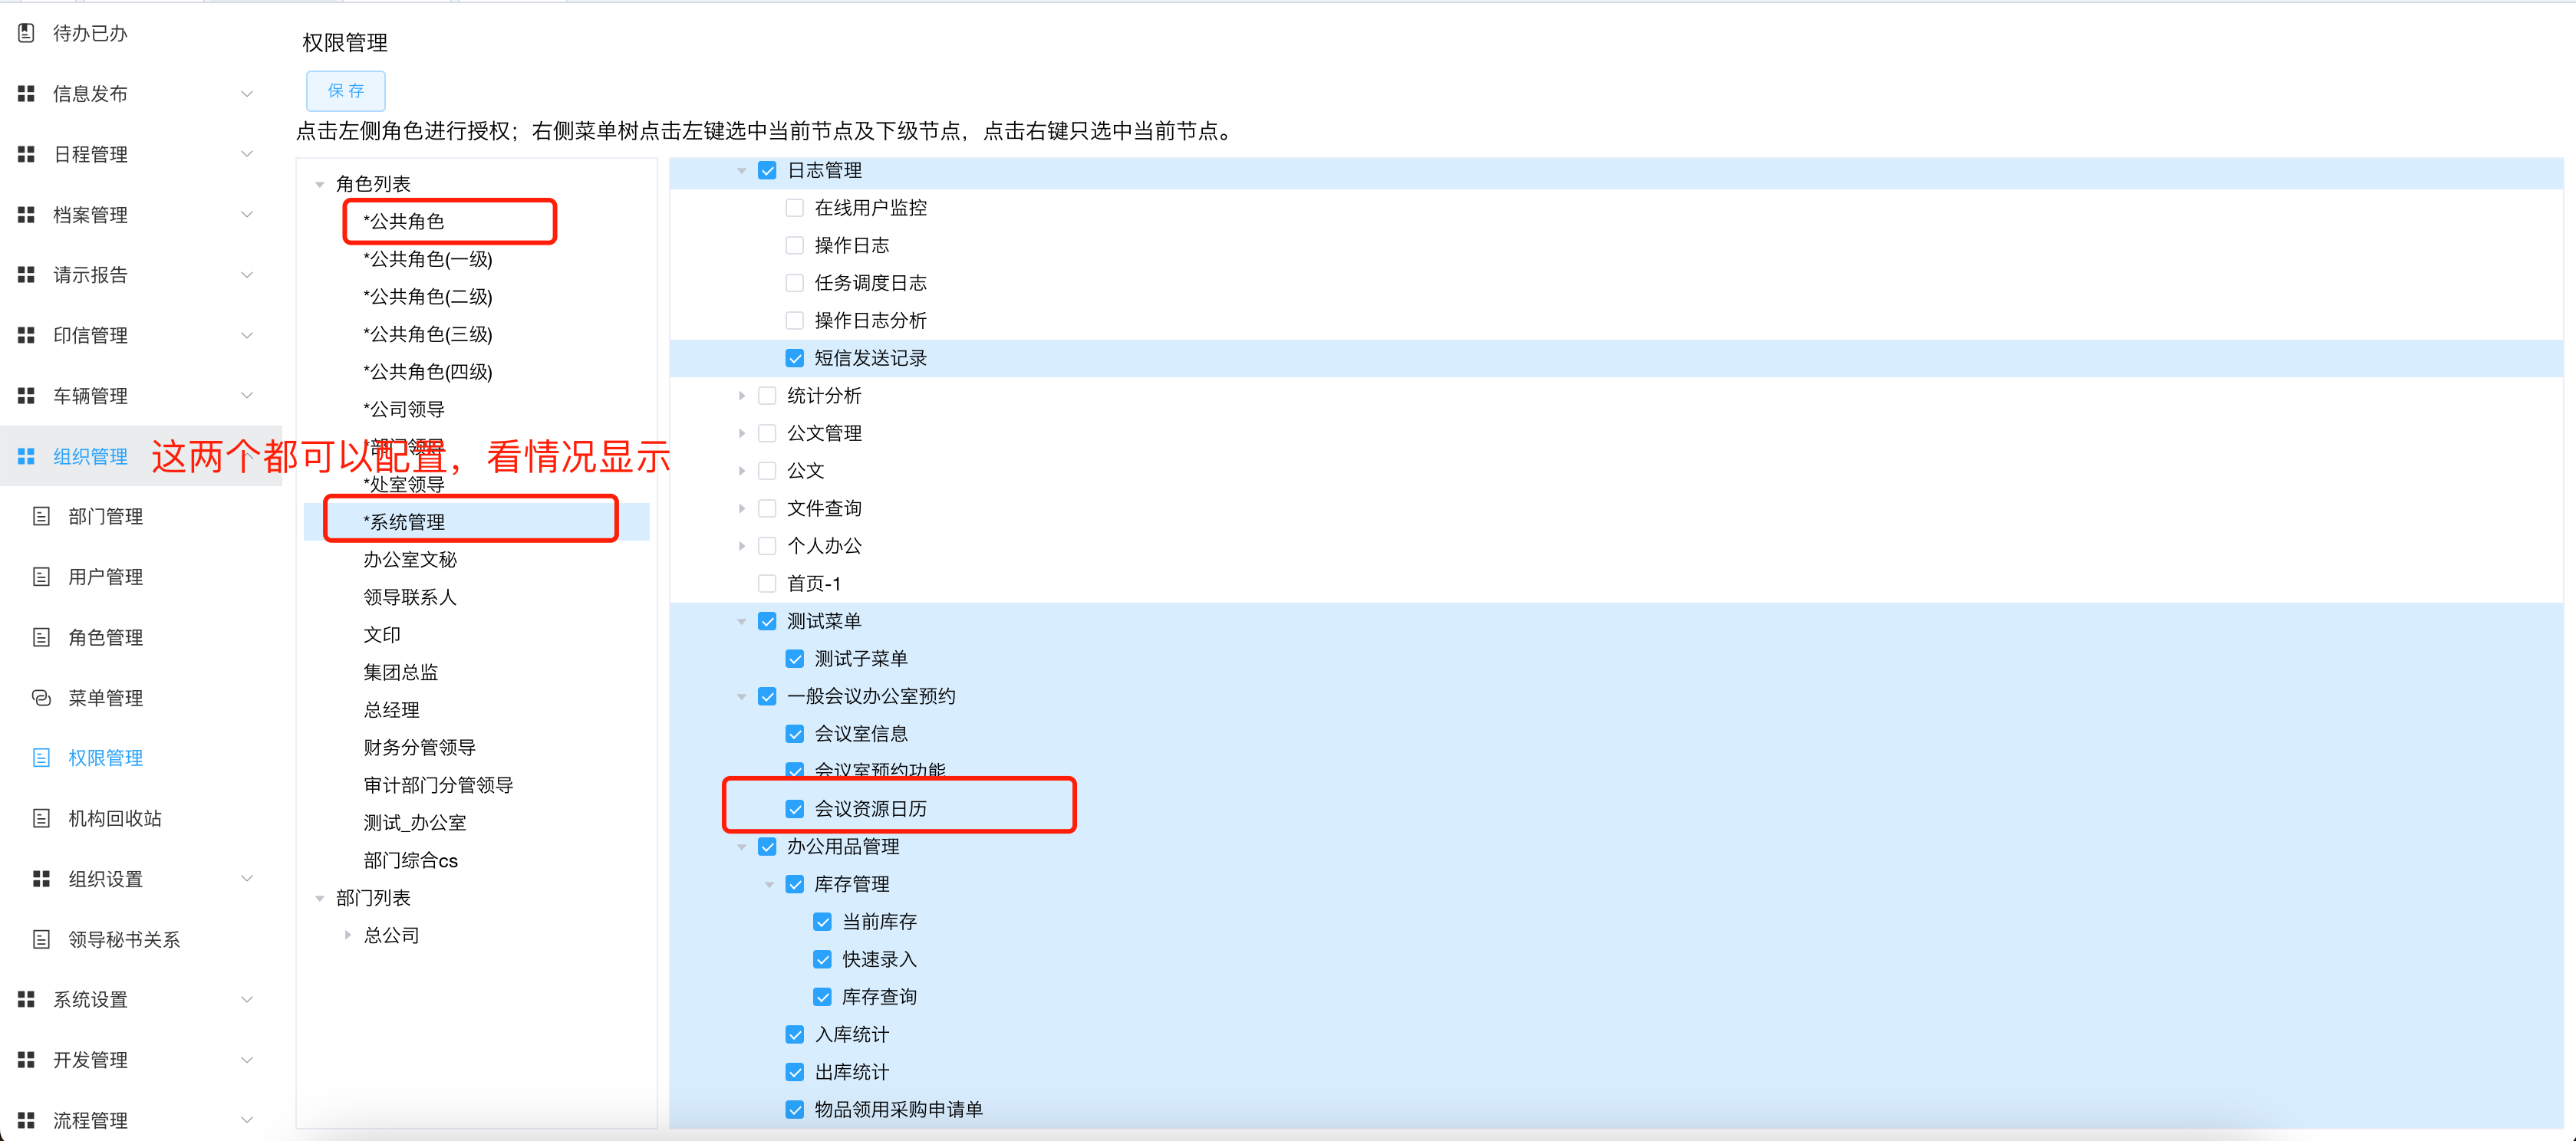 待办已办
信息发布
日程管理
档案管理
请示报告
印信管理
车辆管理
组织管理
部门管理
用户管理
角色管理
菜单管理
权限管理
机构回收站
组织设置
领导秘书关系
系统设置
开发管理
流程管理
权限管理
保 存
点击左侧角色进行授权；右侧菜单树点击左键选中当前节点及下级节点，点击右键只选中当前节点。
角色列表
*公共角色
*公共角色(一级)
*公共角色(二级)
*公共角色(三级)
*公共角色(四级)
*公司领导
*部门领导
这两个都可以配置，看情况显示
*处室领导
*系统管理
办公室文秘
领导联系人
文印
集团总监
总经理
财务分管领导
审计部门分管领导
测试_办公室
部门综合cs
部门列表
总公司
日志管理
在线用户监控
操作日志
任务调度日志
操作日志分析
短信发送记录
统计分析
公文管理
公文
文件查询
个人办公
首页-1
测试菜单
测试子菜单
一般会议办公室预约
会议室信息
会议室预约功能
会议资源日历
办公用品管理
库存管理
当前库存
快速录入
库存查询
入库统计
出库统计
物品领用采购申请单